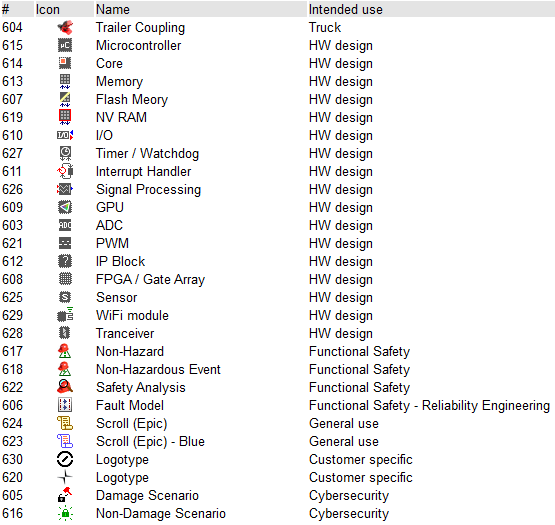 # Icon Name Intended use
604 Trailer Coupling Truck
615 µC Microcontroller HW design
614 Core HW design
613 Memory HW design
607 Flash Meory HW design
619 NV RAM HW design
610 I/O I/O HW design
627 Timer / Watchdog HW design
611 Interrupt Handler HW design
626 Signal Processing HW design
609 GPU HW design
603 ADC ADC HW design
621 PWM HW design
612 ? IP Block HW design
608 FPGA / Gate Array HW design
625 S Sensor HW design
629 WiFi module HW design
628 Tranceiver HW design
617 Non-Hazard Functional Safety
618 Non-Hazardous Event Functional Safety
622 Safety Analysis Functional Safety
606 Fault Model Functional Safety - Reliability Engineering
624 Scroll (Epic) General use
623 Scroll (Epic) - Blue General use
630 Logotype Customer specific
620 Logotype Customer specific
605 Damage Scenario Cybersecurity
616 Non-Damage Scenario Cybersecurity